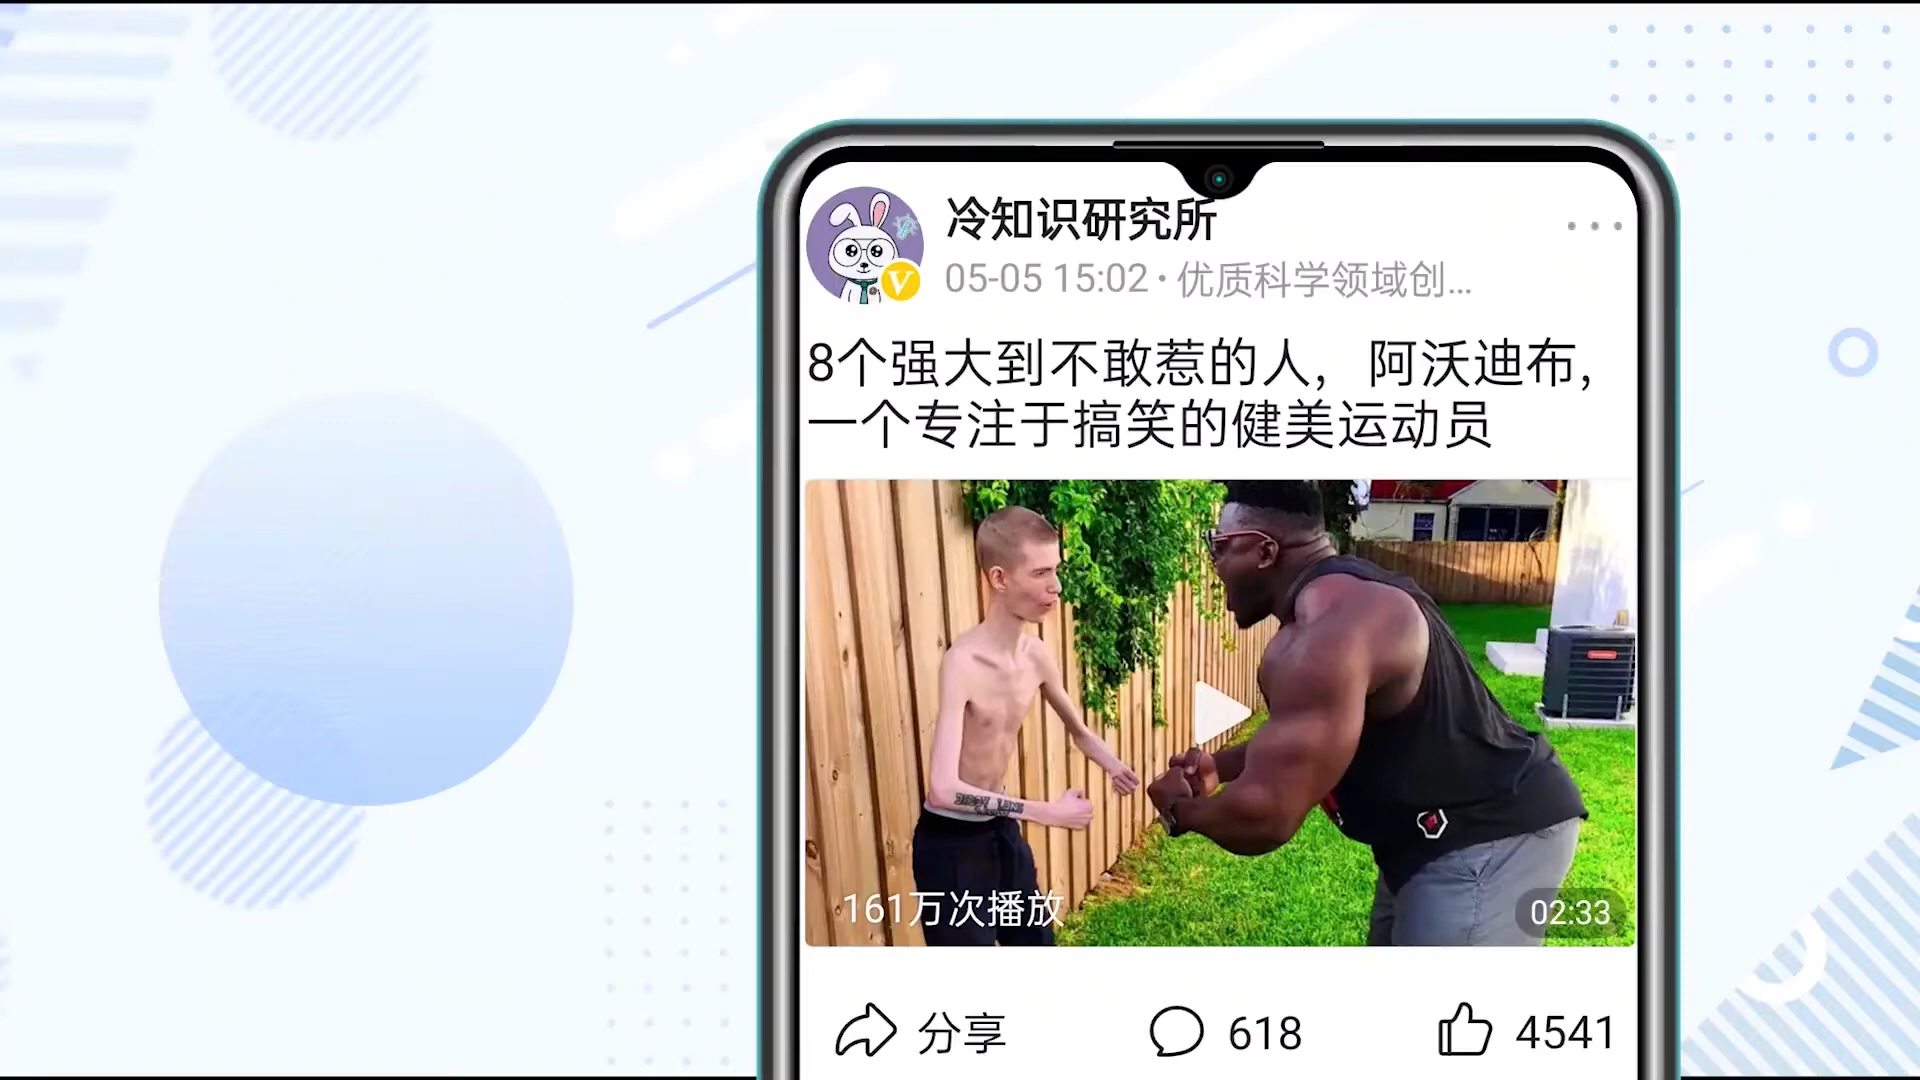 冷知识研究所
05-05 15:02·优质科学领域创...
8个强大到不敢惹的人，阿沃迪布，
一个专注于搞笑的健美运动员
161万次播放
02:33
分享
618
4541